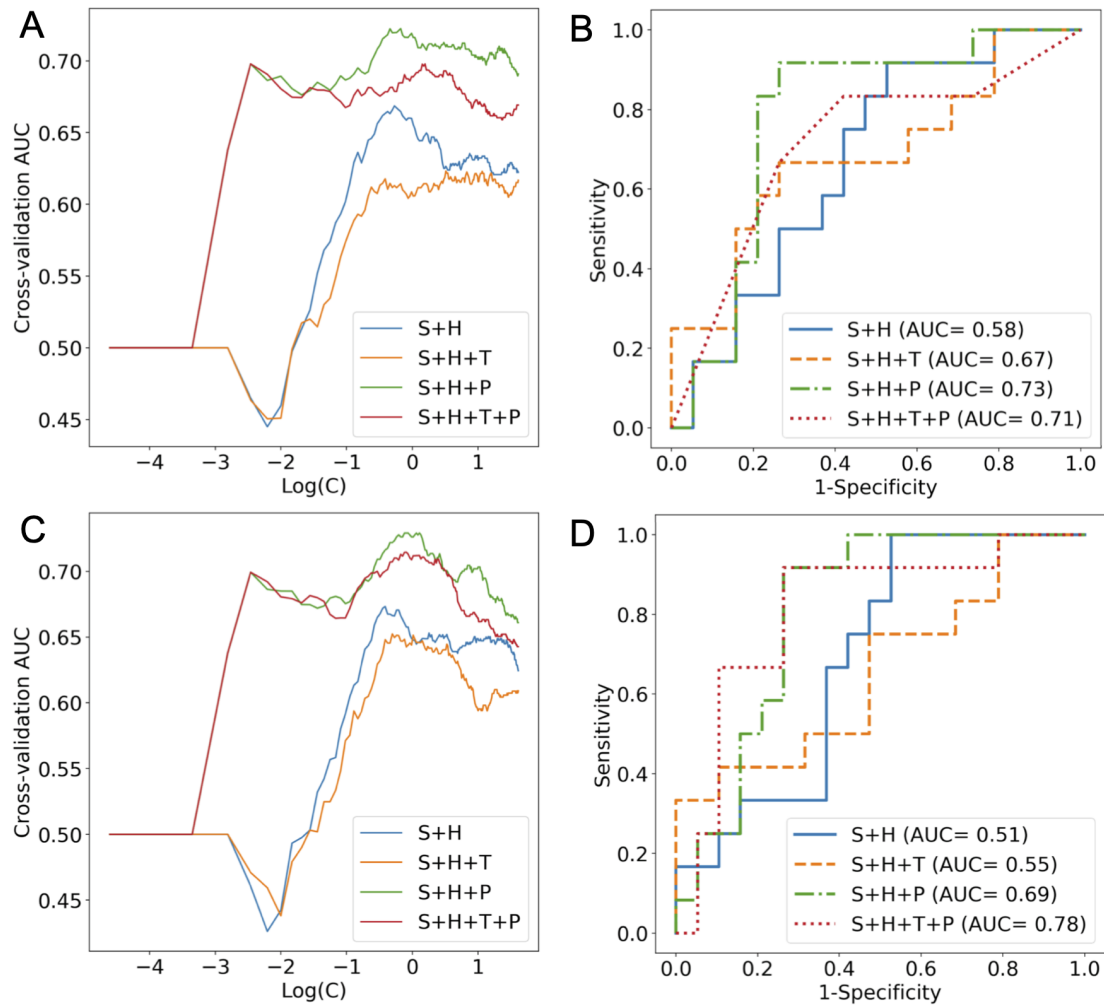 A
Cross-validation AUC
0.70
0.65
0.60
0.55
0.50
0.45
S+H
S+H+T
S+H+P
S+H+T+P
−4 −3 −2 −1 0 1
Log(C)
B
Sensitivity
1.0
0.8
0.6
0.4
0.2
0.0
S+H (AUC= 0.58)
S+H+T (AUC= 0.67)
S+H+P (AUC= 0.73)
S+H+T+P (AUC= 0.71)
0.0 0.2 0.4 0.6 0.8 1.0
1-Specificity
C
Cross-validation AUC
0.70
0.65
0.60
0.55
0.50
0.45
S+H
S+H+T
S+H+P
S+H+T+P
−4 −3 −2 −1 0 1
Log(C)
D
Sensitivity
1.0
0.8
0.6
0.4
0.2
0.0
S+H (AUC= 0.51)
S+H+T (AUC= 0.55)
S+H+P (AUC= 0.69)
S+H+T+P (AUC= 0.78)
0.0 0.2 0.4 0.6 0.8 1.0
1-Specificity